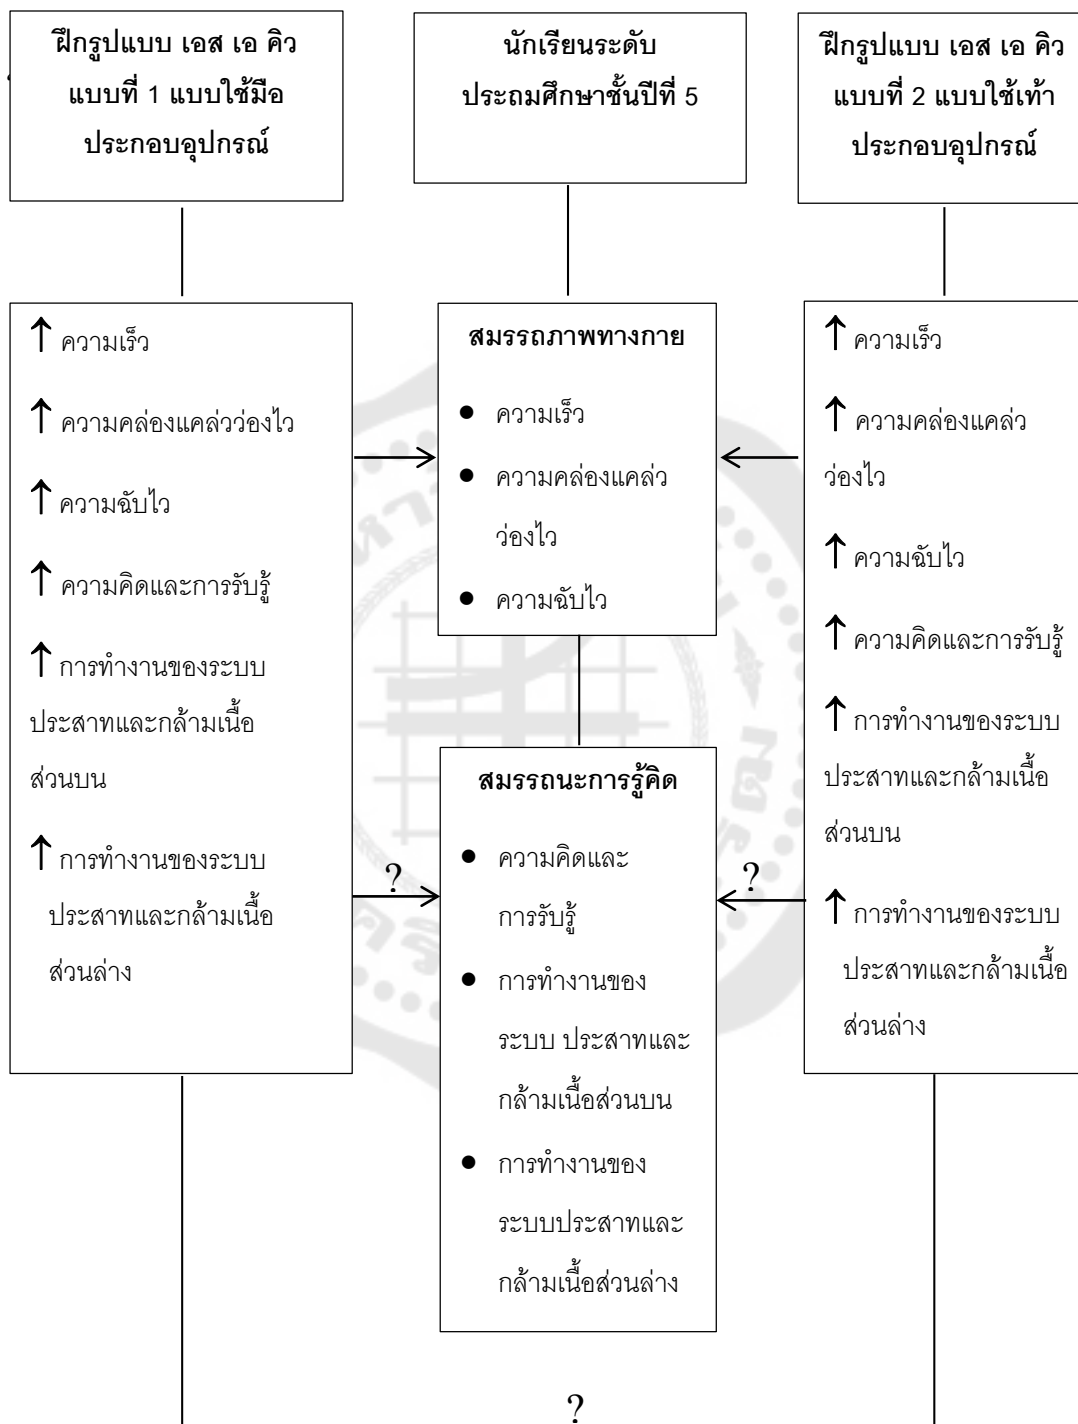 ฝึกรูปแบบ เอส เอ คิว
แบบที่ 1 แบบใช้มือ
ประกอบอุปกรณ์
นักเรียนระดับ
ประถมศึกษาชั้นปีที่ 5
ฝึกรูปแบบ เอส เอ คิว
แบบที่ 2 แบบใช้เท้า
ประกอบอุปกรณ์
↑ ความเร็ว
↑ ความคล่องแคล่วว่องไว
↑ ความฉับไว
↑ ความคิดและการรับรู้
↑ การทำงานของระบบ
ประสาทและกล้ามเนื้อ
ส่วนบน
↑ การทำงานของระบบ
ประสาทและกล้ามเนื้อ
ส่วนล่าง
สมรรถภาพทางกาย
● ความเร็ว
● ความคล่องแคล่ว
ว่องไว
● ความฉับไว
?
สมรรถนะการรู้คิด
● ความคิดและ
การรับรู้
● การทำงานของ
ระบบ ประสาทและ
กล้ามเนื้อส่วนบน
● การทำงานของ
ระบบประสาทและ
กล้ามเนื้อส่วนล่าง
?
↑ ความเร็ว
↑ ความคล่องแคล่ว
ว่องไว
↑ ความฉับไว
↑ ความคิดและการรับรู้
↑ การทำงานของระบบ
ประสาทและกล้ามเนื้อ
ส่วนบน
↑ การทำงานของระบบ
ประสาทและกล้ามเนื้อ
ส่วนล่าง
?